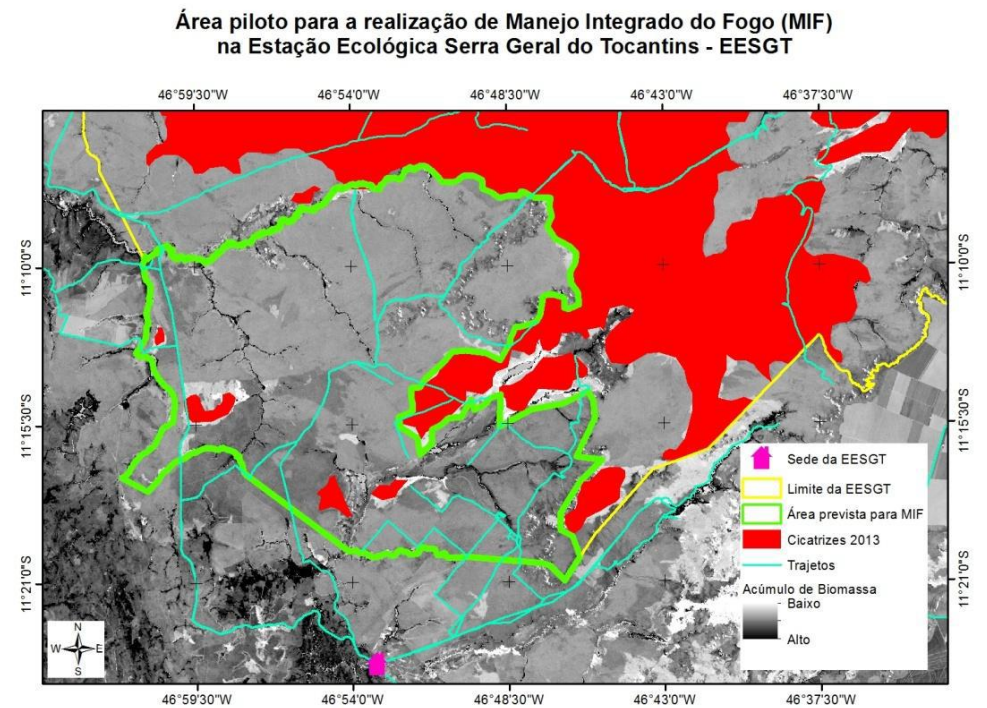 Área piloto para a realização de Manejo Integrado do Fogo (MIF)
na Estação Ecológica Serra Geral do Tocantins - EESGT
46°59'30"W 46°54'0"W 46°48'30"W 46°43'0"W 46°37'30"W
11°10'0"S 11°10'0"S
11°15'30"S 11°15'30"S
11°21'0"S 11°21'0"S
Sede da EESGT
Limite da EESGT
Área prevista para MIF
Cicatrizes 2013
Trajetos
Acúmulo de Biomassa
Baixo
Alto
N
W E
S
46°59'30"W 46°54'0"W 46°48'30"W 46°43'0"W 46°37'30"W